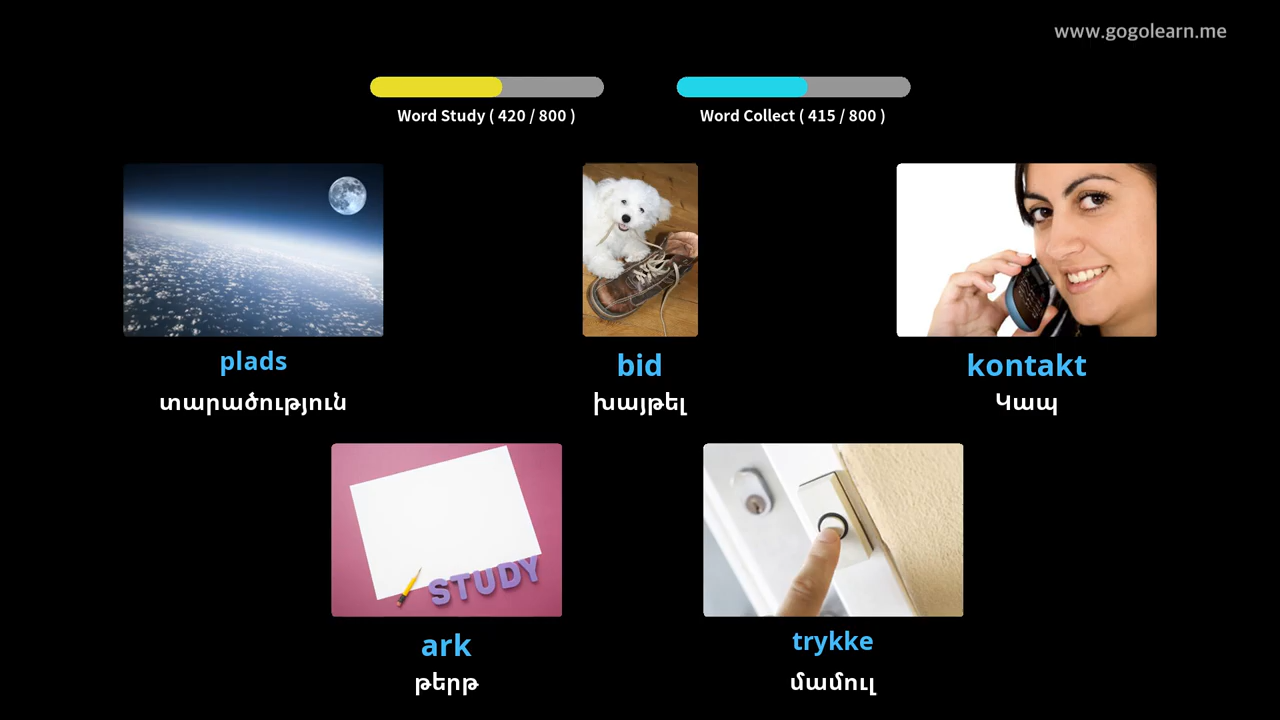 www.gogolearn.me
Word Study ( 420 / 800 )
Word Collect ( 415 / 800 )
plads
bid
kontakt
տարածություն
խայթել
Կապ
STUDY
ark
trykke
թերթ
մամուլ